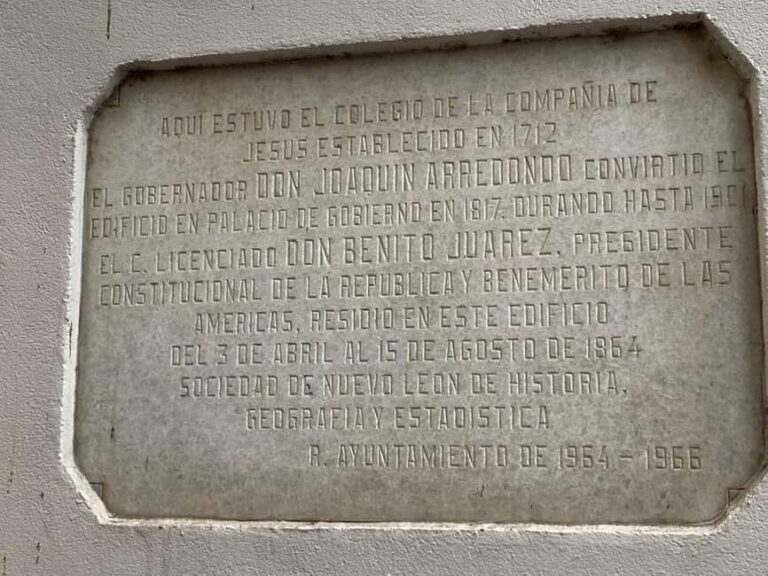 AQUI ESTUVO EL COLEGIO DE LA COMPAÑIA DE
JESUS ESTABLECIDO EN 1712
EL GOBERNADOR DON JOAQUIN ARREDONDO CONVIRTIO EL
EDIFICIO EN PALACIO DE GOBIERNO EN 1817, DURANDO HASTA 1901
EL C. LICENCIADO DON BENITO JUAREZ, PRESIDENTE
CONSTITUCIONAL DE LA REPUBLICA Y BENEMERITO DE LAS
AMERICAS, RESIDIO EN ESTE EDIFICIO
DEL 3 DE ABRIL AL 15 DE AGOSTO DE 1864
SOCIEDAD DE NUEVO LEON DE HISTORIA,
GEOGRAFIA Y ESTADISTICA
R. AYUNTAMIENTO DE 1964 - 1966